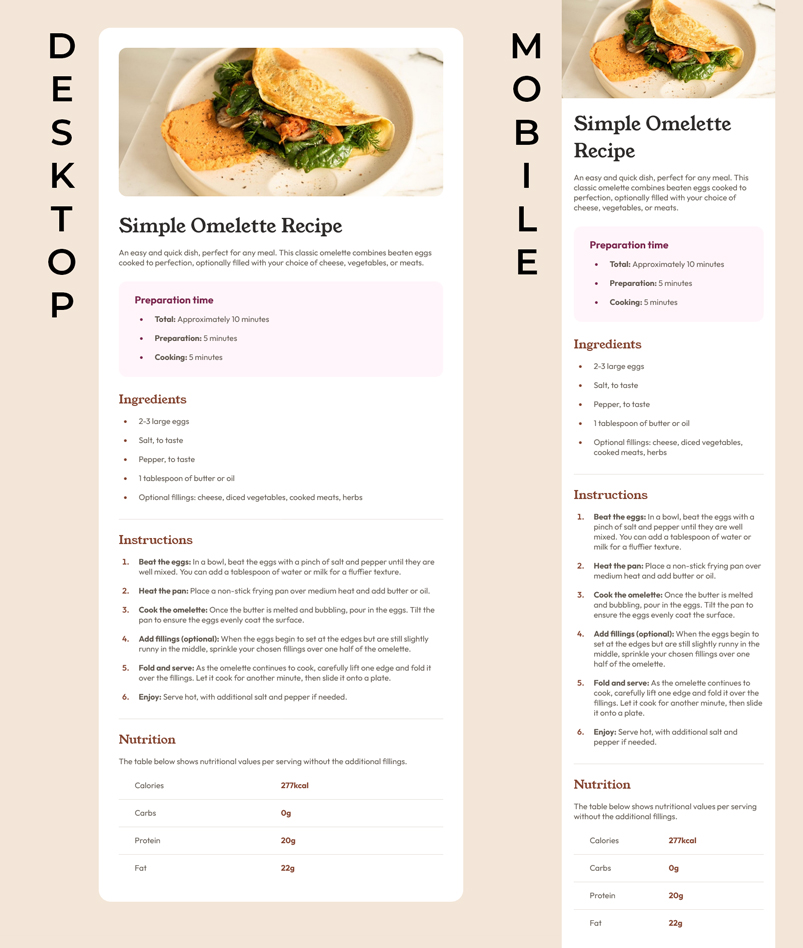 DESKTOP
Simple Omelette Recipe
An easy and quick dish, perfect for any meal. This classic omelette combines beaten eggs
cooked to perfection, optionally filled with your choice of cheese, vegetables, or meats.
Preparation time
• Total: Approximately 10 minutes
• Preparation: 5 minutes
• Cooking: 5 minutes
Ingredients
• 2-3 large eggs
• Salt, to taste
• Pepper, to taste
• 1 tablespoon of butter or oil
• Optional fillings: cheese, diced vegetables, cooked meats, herbs
Instructions
1. Beat the eggs: In a bowl, beat the eggs with a pinch of salt and pepper until they are
well mixed. You can add a tablespoon of water or milk for a fluffier texture.
2. Heat the pan: Place a non-stick frying pan over medium heat and add butter or oil.
3. Cook the omelette: Once the butter is melted and bubbling, pour in the eggs. Tilt the
pan to ensure the eggs evenly coat the surface.
4. Add fillings (optional): When the eggs begin to set at the edges but are still slightly
runny in the middle, sprinkle your chosen fillings over one half of the omelette.
5. Fold and serve: As the omelette continues to cook, carefully lift one edge and fold it
over the fillings. Let it cook for another minute, then slide it onto a plate.
6. Enjoy: Serve hot, with additional salt and pepper if needed.
Nutrition
The table below shows nutritional values per serving without the additional fillings.
Calories 277kcal
Carbs 0g
Protein 20g
Fat 22g
MOBILE
Simple Omelette
Recipe
An easy and quick dish, perfect for any meal. This
classic omelette combines beaten eggs cooked to
perfection, optionally filled with your choice of
cheese, vegetables, or meats.
Preparation time
• Total: Approximately 10 minutes
• Preparation: 5 minutes
• Cooking: 5 minutes
Ingredients
• 2-3 large eggs
• Salt, to taste
• Pepper, to taste
• 1 tablespoon of butter or oil
• Optional fillings: cheese, diced vegetables,
cooked meats, herbs
Instructions
1. Beat the eggs: In a bowl, beat the eggs with a
pinch of salt and pepper until they are well
mixed. You can add a tablespoon of water or
milk for a fluffier texture.
2. Heat the pan: Place a non-stick frying pan over
medium heat and add butter or oil.
3. Cook the omelette: Once the butter is melted
and bubbling, pour in the eggs. Tilt the pan to
ensure the eggs evenly coat the surface.
4. Add fillings (optional): When the eggs begin to
set at the edges but are still slightly runny in the
middle, sprinkle your chosen fillings over one
half of the omelette.
5. Fold and serve: As the omelette continues to
cook, carefully lift one edge and fold it over the
fillings. Let it cook for another minute, then slide
it onto a plate.
6. Enjoy: Serve hot, with additional salt and
pepper if needed.
Nutrition
The table below shows nutritional values per serving
without the additional fillings.
Calories 277kcal
Carbs 0g
Protein 20g
Fat 22g